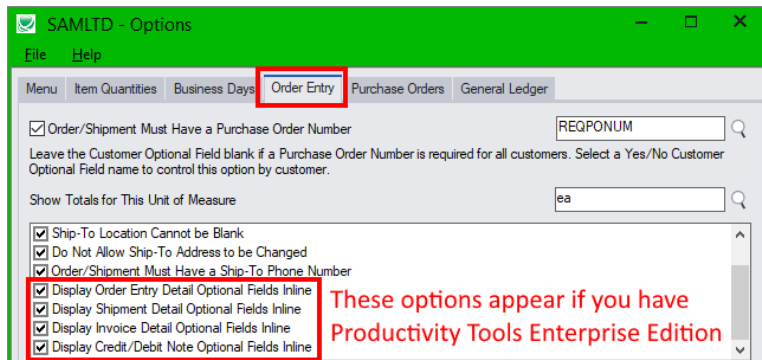 SAMLTD - Options
File Help
Menu Item Quantities Business Days Order Entry Purchase Orders General Ledger
Order/Shipment Must Have a Purchase Order Number REQPONUM
Leave the Customer Optional Field blank if a Purchase Order Number is required for all customers. Select a Yes/No Customer
Optional Field name to control this option by customer.
Show Totals for This Unit of Measure ea
Ship-To Location Cannot be Blank
Do Not Allow Ship-To Address to be Changed
Order/Shipment Must Have a Ship-To Phone Number
Display Order Entry Detail Optional Fields Inline
Display Shipment Detail Optional Fields Inline
Display Invoice Detail Optional Fields Inline
Display Credit/Debit Note Optional Fields Inline
These options appear if you have
Productivity Tools Enterprise Edition